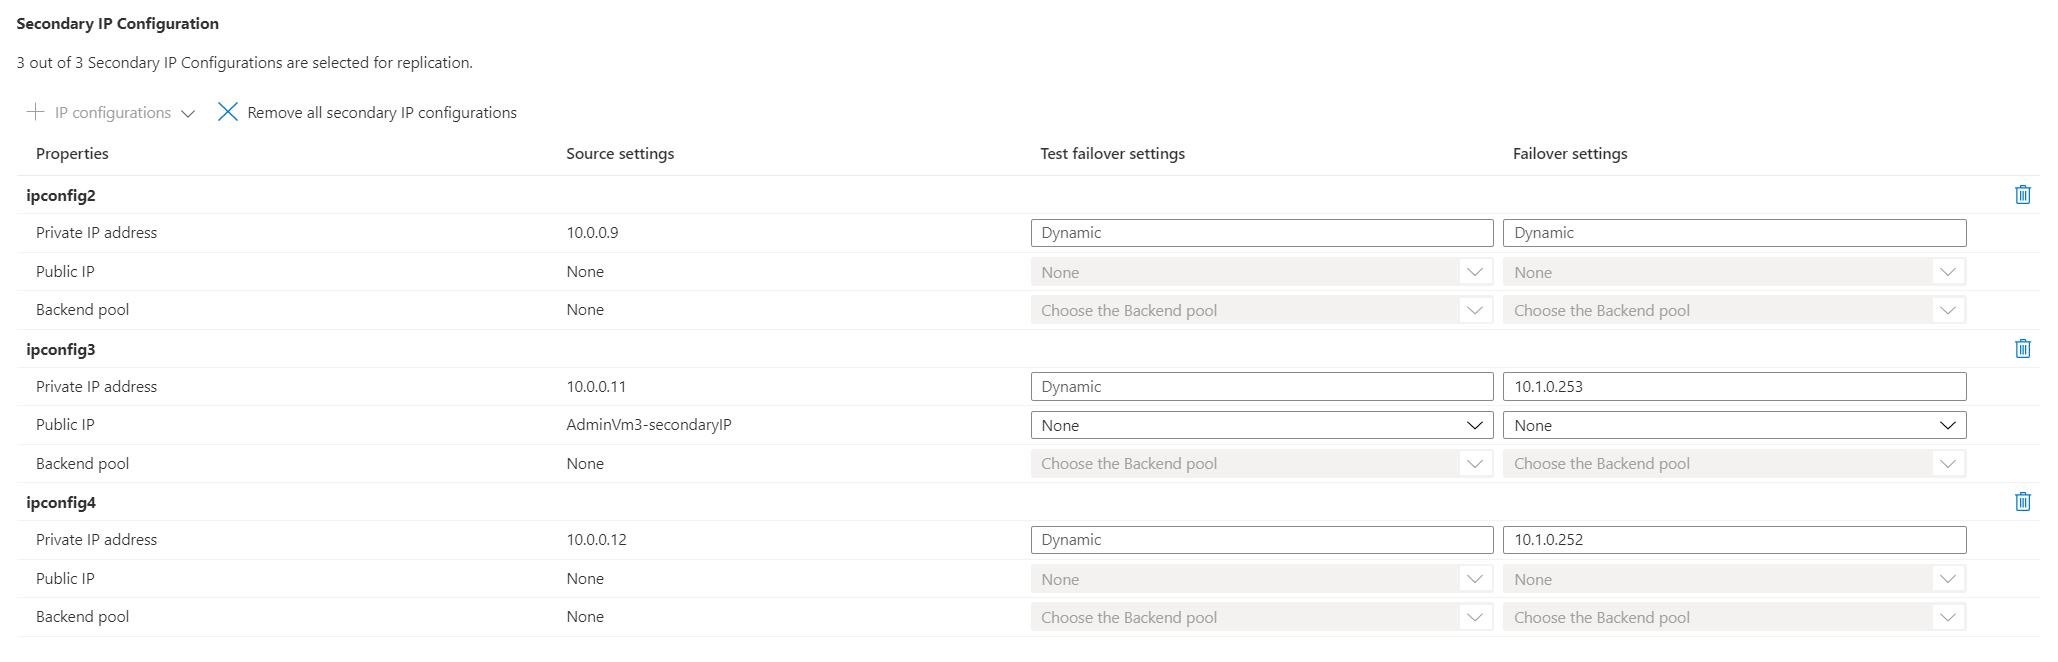 Secondary IP Configuration
3 out of 3 Secondary IP Configurations are selected for replication.
IP configurations Remove all secondary IP configurations
Properties Source settings Test failover settings Failover settings
ipconfig2
Private IP address 10.0.0.9 Dynamic Dynamic
Public IP None None None
Backend pool None Choose the Backend pool Choose the Backend pool
ipconfig3
Private IP address 10.0.0.11 Dynamic 10.1.0.253
Public IP AdminVm3-secondaryIP None None
Backend pool None Choose the Backend pool Choose the Backend pool
ipconfig4
Private IP address 10.0.0.12 Dynamic 10.1.0.252
Public IP None None None
Backend pool None Choose the Backend pool Choose the Backend pool